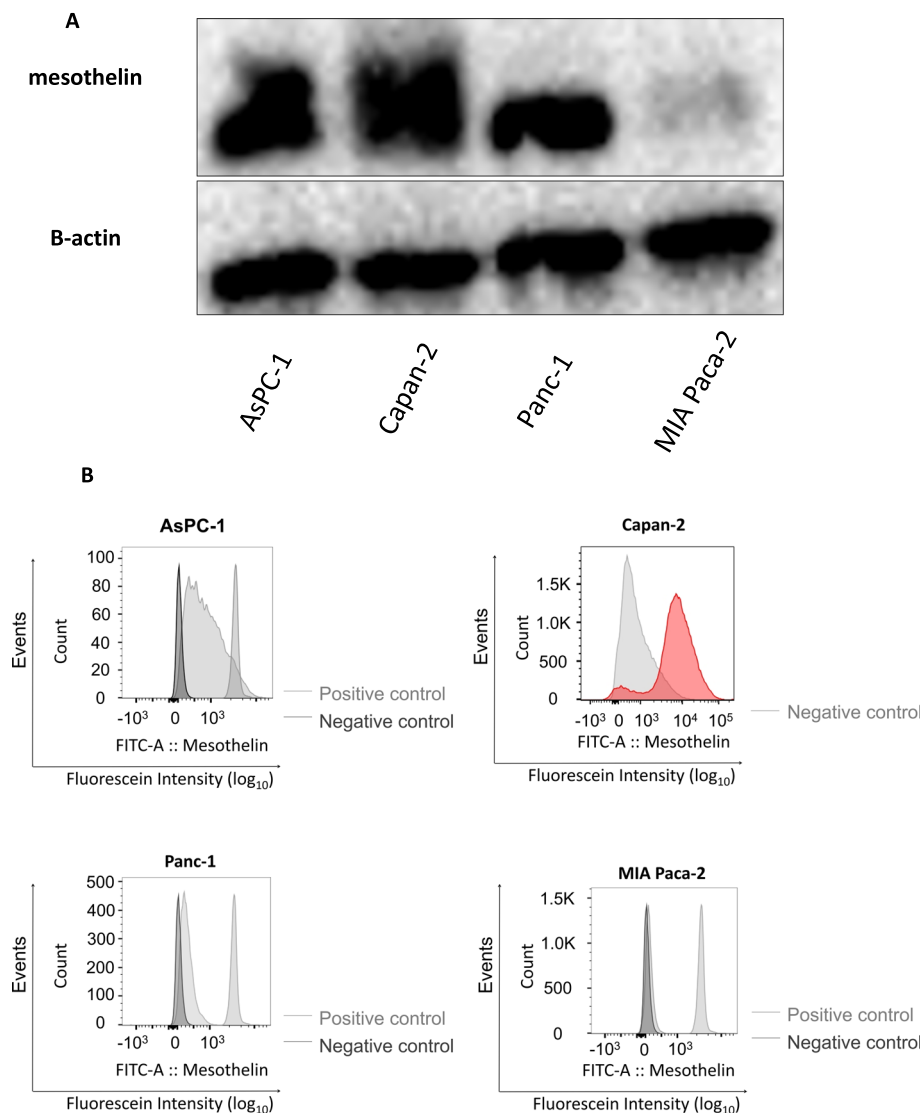 A
mesothelin
B-actin
AsPC-1
Capan-2
Panc-1
MIA Paca-2
B
AsPC-1
Events
Count
100
80
60
40
20
0
-10³ 0 10³
FITC-A :: Mesothelin
Fluorescein Intensity (log₁₀)
Positive control
Negative control
Capan-2
Events
Count
1.5K
1.0K
500
0
-10³ 0 10³ 10⁴ 10⁵
FITC-A :: Mesothelin
Fluorescein Intensity (log₁₀)
Negative control
Panc-1
Events
Count
500
400
300
200
100
0
-10³ 0 10³
FITC-A :: Mesothelin
Fluorescein Intensity (log₁₀)
Positive control
Negative control
MIA Paca-2
Events
Count
1.5K
1.0K
500
0
-10³ 0 10³
FITC-A :: Mesothelin
Fluorescein Intensity (log₁₀)
Positive control
Negative control